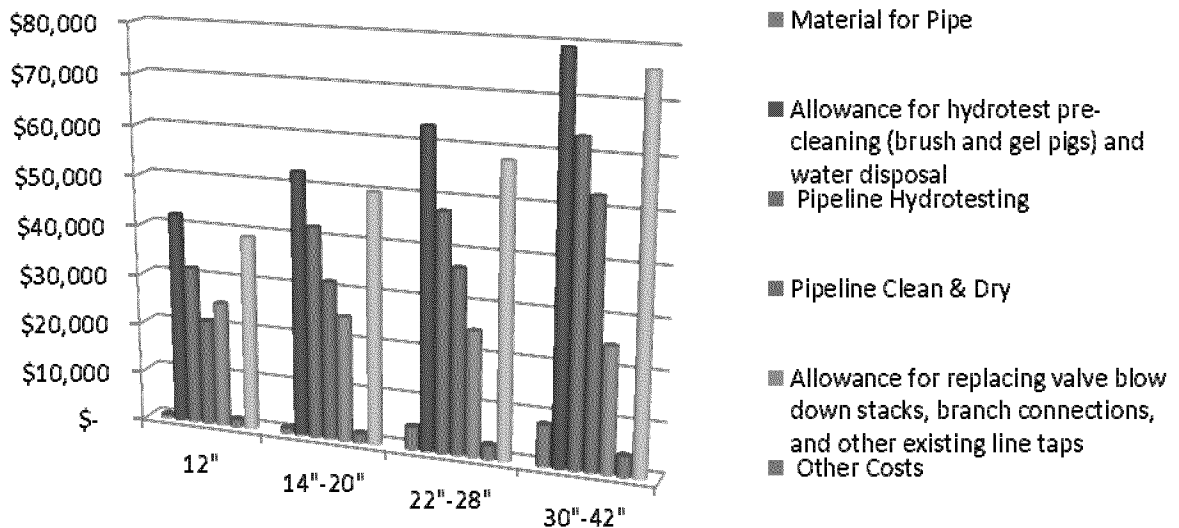 $80,000
$70,000
$60,000
$50,000
$40,000
$30,000
$20,000
$10,000
$-
12"
14"-20"
22"-28"
30"-42"
Material for Pipe
Allowance for hydrotest pre-
cleaning (brush and gel pigs) and
water disposal
Pipeline Hydrotesting
Pipeline Clean & Dry
Allowance for replacing valve blow
down stacks, branch connections,
and other existing line taps
Other Costs